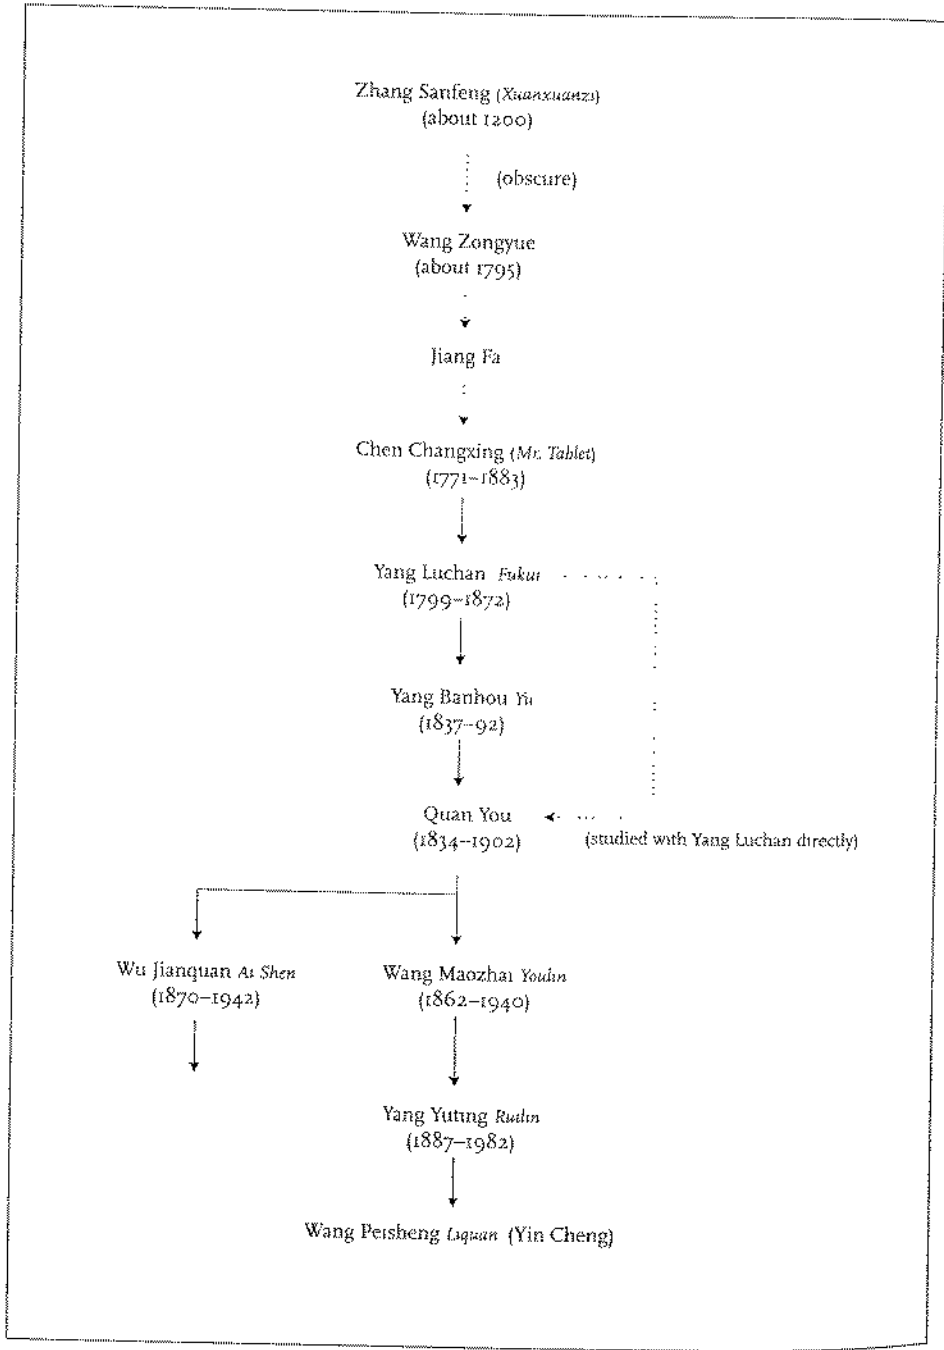 Zhang Sanfeng (Xuanxuanzi)
(about 1200)
(obscure)
Wang Zongyue
(about 1795)
Jiang Fa
Chen Changxing (Mr. Tablet)
(1771–1883)
Yang Luchan Fukui
(1799–1872)
Yang Banhou Yu
(1837–92)
Quan You
(1834–1902)
(studied with Yang Luchan directly)
Wu Jianquan Ai Shen
(1870–1942)
Wang Maozhai Youlin
(1862–1940)
Yang Yuting Ruilin
(1887–1982)
Wang Peisheng Liquan (Yin Cheng)